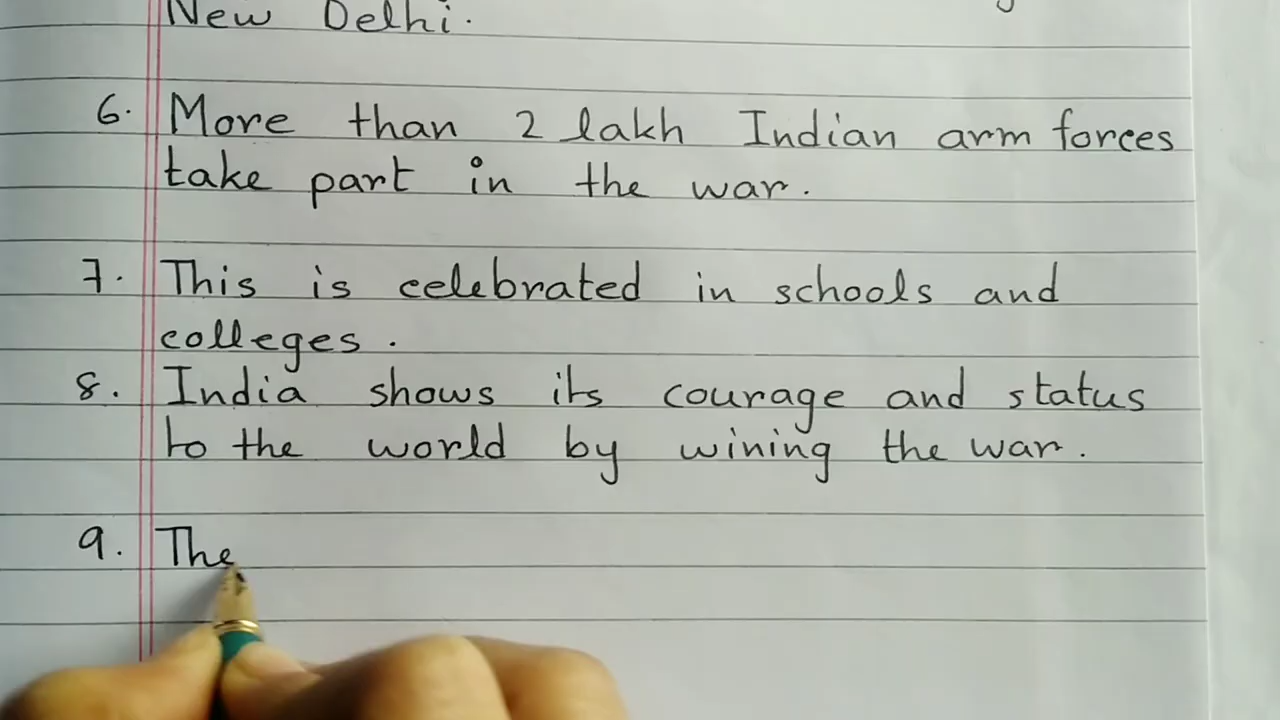 New Delhi.
6. More than 2 lakh Indian arm forces
take part in the war.
7. This is celebrated in schools and
colleges.
8. India shows its courage and status
to the world by wining the war.
9. The